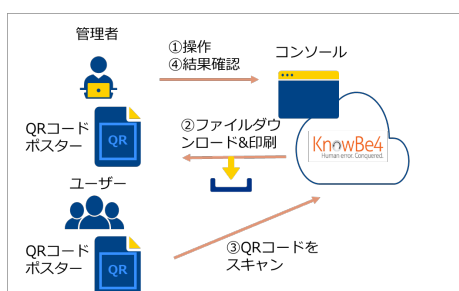 管理者
①操作
④結果確認
コンソール
QRコード
ポスター
QR
②ファイルダウ
ンロード&印刷
KnowBe4
Human error. Conquered.
ユーザー
QRコード
ポスター
QR
③QRコードを
スキャン